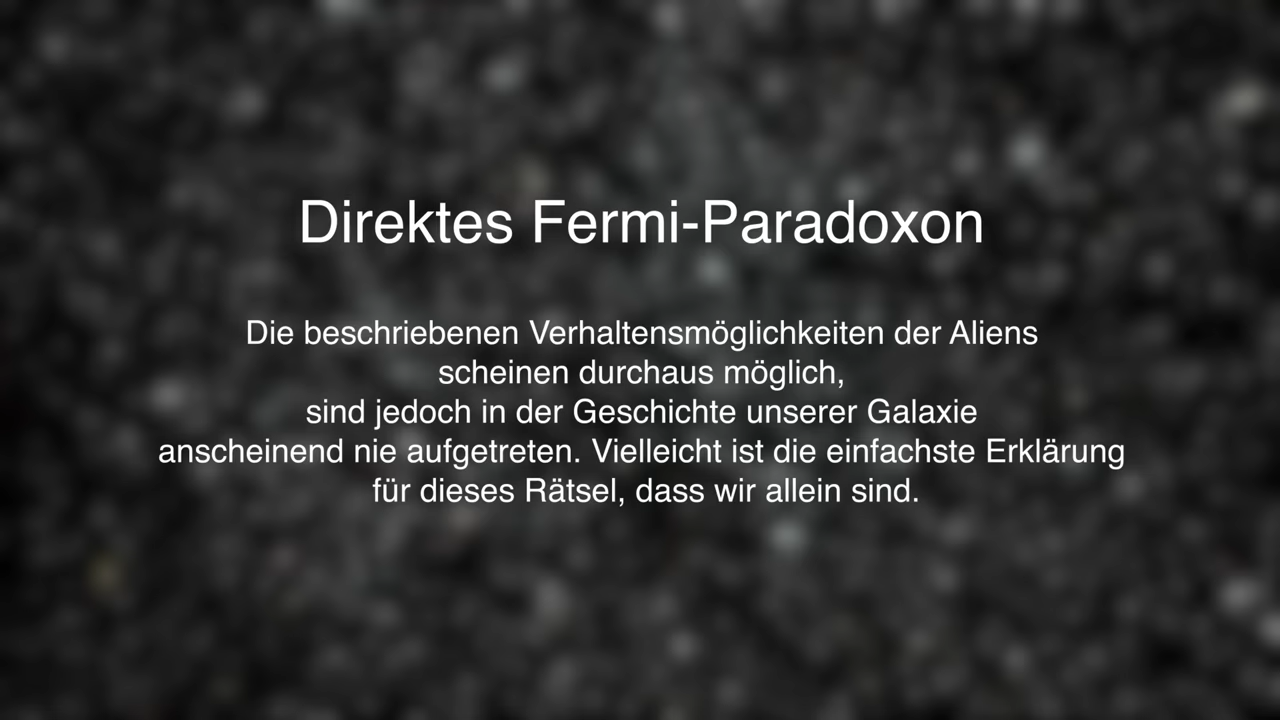 Direktes Fermi-Paradoxon
Die beschriebenen Verhaltensmöglichkeiten der Aliens
scheinen durchaus möglich,
sind jedoch in der Geschichte unserer Galaxie
anscheinend nie aufgetreten. Vielleicht ist die einfachste Erklärung
für dieses Rätsel, dass wir allein sind.